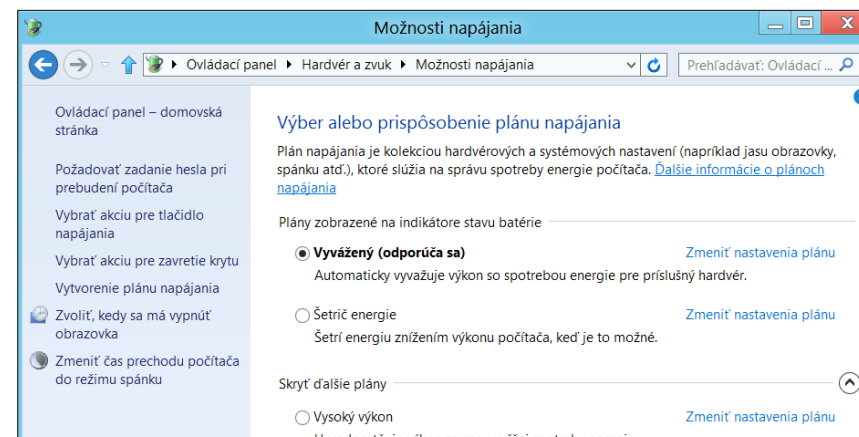 Možnosti napájania
Ovládací panel Hardvér a zvuk Možnosti napájania
Prehľadávať: Ovládací ...
Ovládací panel – domovská
stránka
Požadovať zadanie hesla pri
prebudení počítača
Vybrať akciu pre tlačidlo
napájania
Vybrať akciu pre zavretie krytu
Vytvorenie plánu napájania
Zvoliť, kedy sa má vypnúť
obrazovka
Zmeniť čas prechodu počítača
do režimu spánku
Výber alebo prispôsobenie plánu napájania
Plán napájania je kolekciou hardvérových a systémových nastavení (napríklad jasu obrazovky,
spánku atď.), ktoré slúžia na správu spotreby energie počítača. Ďalšie informácie o plánoch
napájania
Plány zobrazené na indikátore stavu batérie
Vyvážený (odporúča sa) Zmeniť nastavenia plánu
Automaticky vyvažuje výkon so spotrebou energie pre príslušný hardvér.
Šetrič energie Zmeniť nastavenia plánu
Šetrí energiu znížením výkonu počítača, keď je to možné.
Skryť ďalšie plány
Vysoký výkon Zmeniť nastavenia plánu